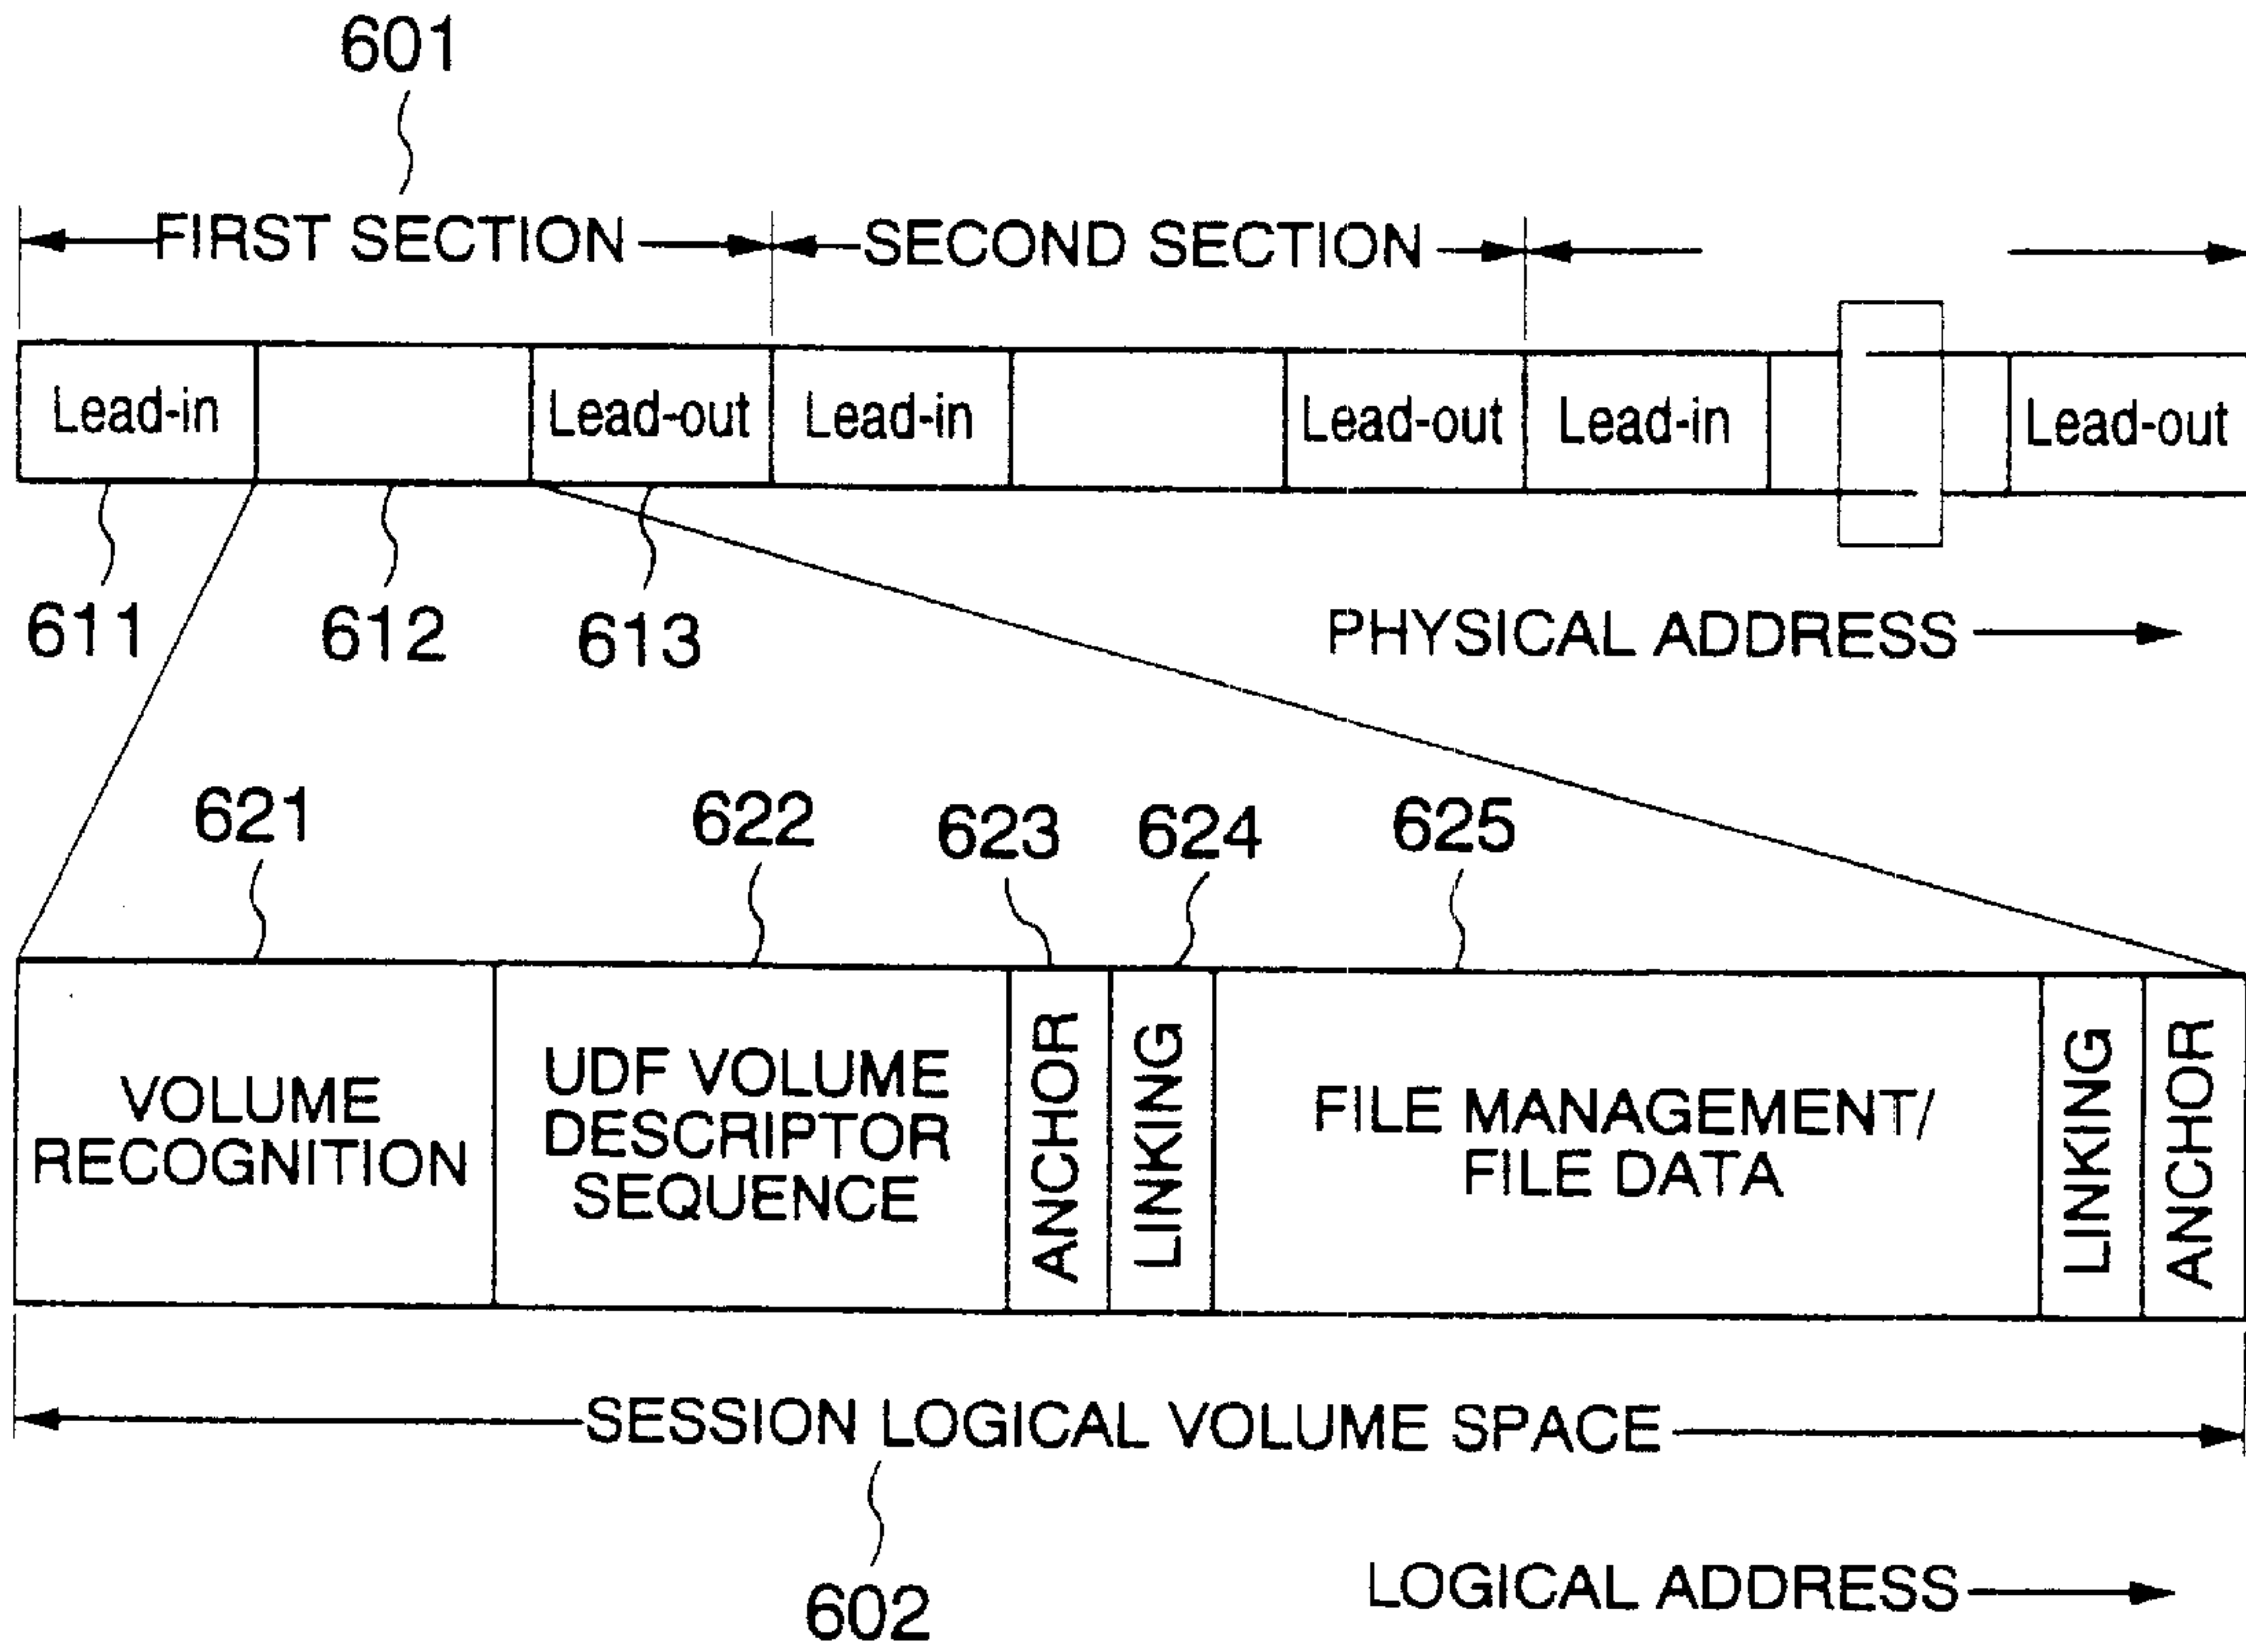 601
FIRST SECTION
SECOND SECTION
Lead-in
Lead-out
Lead-in
Lead-out
Lead-in
Lead-out
611
612
613
PHYSICAL ADDRESS
621
622
623
624
625
VOLUME
RECOGNITION
UDF VOLUME
DESCRIPTOR
SEQUENCE
ANCHOR
LINKING
FILE MANAGEMENT/
FILE DATA
LINKING
ANCHOR
SESSION LOGICAL VOLUME SPACE
602
LOGICAL ADDRESS